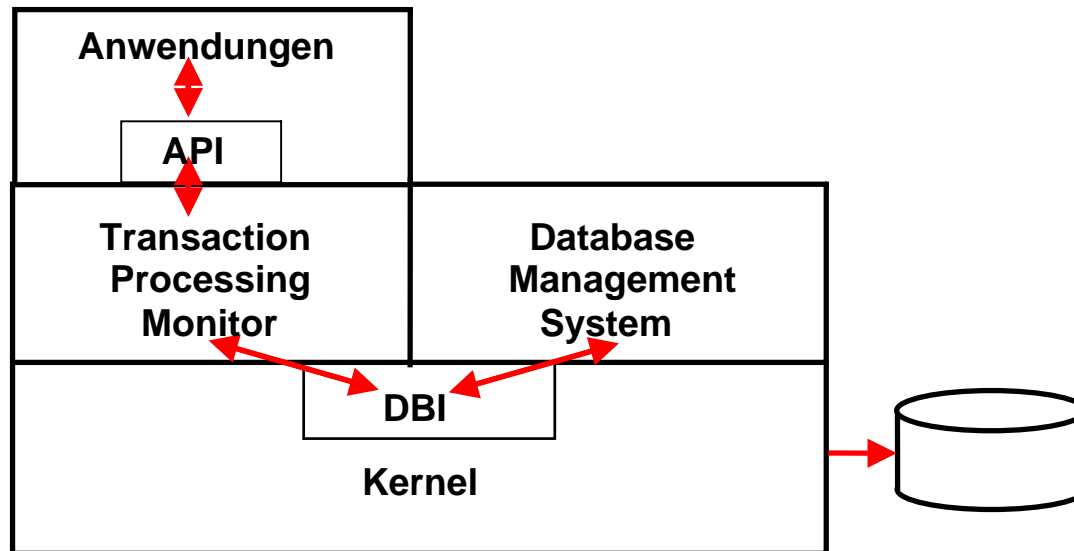 Anwendungen
API
Transaction
Processing
Monitor
Database
Management
System
DBI
Kernel